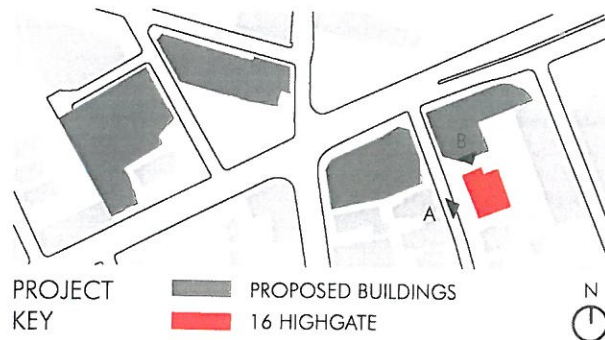 B
A
PROJECT KEY
PROPOSED BUILDINGS
16 HIGHGATE
N